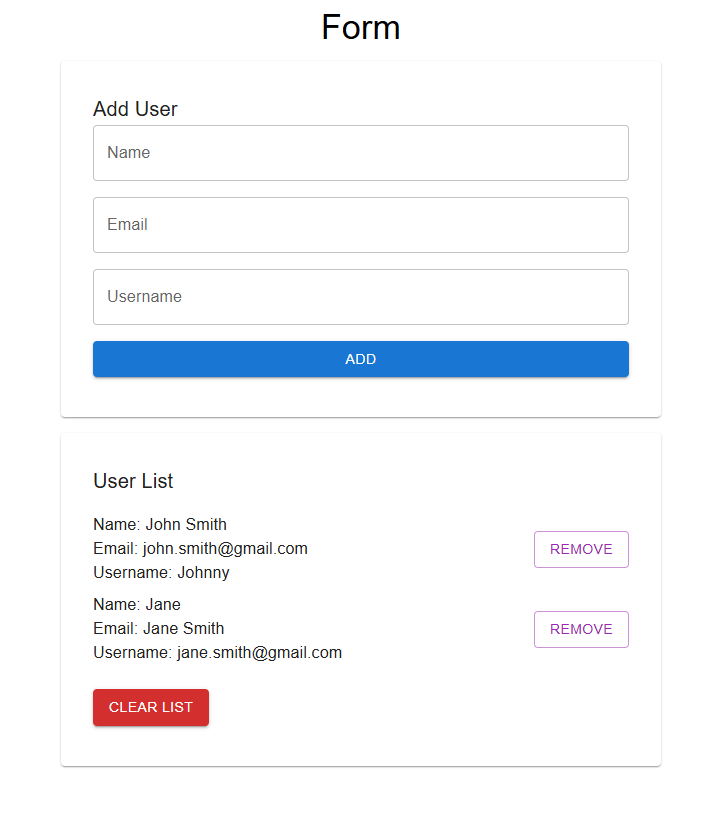 Form
Add User
Name
Email
Username
ADD
User List
Name: John Smith
Email: john.smith@gmail.com
Username: Johnny
REMOVE
Name: Jane
Email: Jane Smith
Username: jane.smith@gmail.com
REMOVE
CLEAR LIST